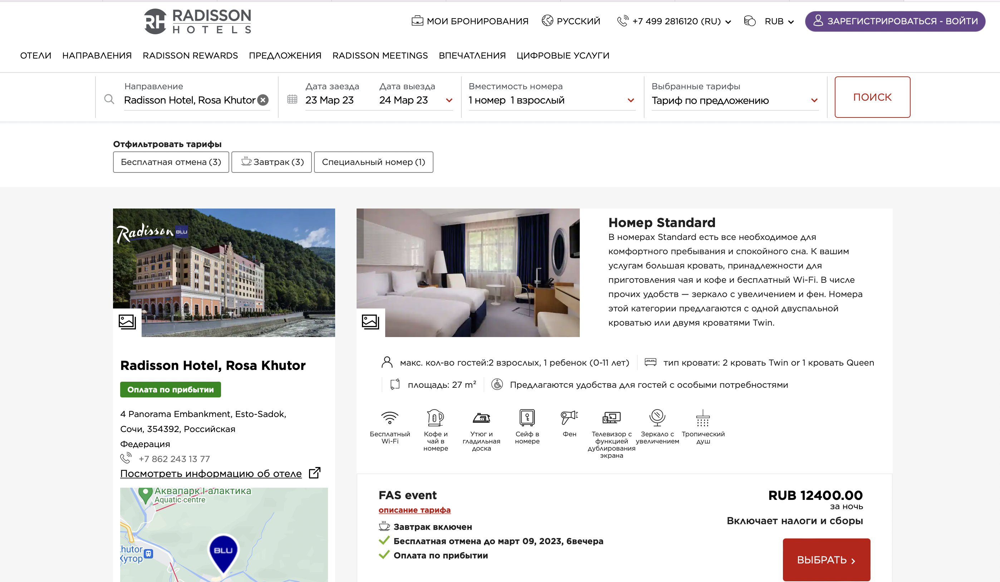 RADISSON
HOTELS
МОИ БРОНИРОВАНИЯ
РУССКИЙ
+7 499 2816120 (RU)
RUB
ЗАРЕГИСТРИРОВАТЬСЯ - ВОЙТИ
ОТЕЛИ
НАПРАВЛЕНИЯ
RADISSON REWARDS
ПРЕДЛОЖЕНИЯ
RADISSON MEETINGS
ВПЕЧАТЛЕНИЯ
ЦИФРОВЫЕ УСЛУГИ
Направление
Radisson Hotel, Rosa Khutor
Дата заезда
23 Мар 23
Дата выезда
24 Мар 23
Вместимость номера
1 номер 1 взрослый
Выбранные тарифы
Тариф по предложению
ПОИСК
Отфильтровать тарифы
Бесплатная отмена (3)
Завтрак (3)
Специальный номер (1)
Radisson BLU
Radisson Hotel, Rosa Khutor
Оплата по прибытии
4 Panorama Embankment, Esto-Sadok,
Сочи, 354392, Российская
Федерация
+7 862 243 13 77
Посмотреть информацию об отеле
Аквапарк Галактика
Aquatic centre
Khutor
Хутор
BLU
Номер Standard
В номерах Standard есть все необходимое для
комфортного пребывания и спокойного сна. К вашим
услугам большая кровать, принадлежности для
приготовления чая и кофе и бесплатный Wi-Fi. В числе
прочих удобств — зеркало с увеличением и фен. Номера
этой категории предлагаются с одной двуспальной
кроватью или двумя кроватями Twin.
макс. кол-во гостей:2 взрослых, 1 ребенок (0-11 лет)
тип кровати: 2 кровать Twin or 1 кровать Queen
площадь: 27 m²
Предлагаются удобства для гостей с особыми потребностями
Бесплатный
Wi-Fi
Кофе и
чай в
номере
Утюг и
гладильная
доска
Сейф в
номере
Фен
Телевизор с
функцией
дублирования
экрана
Зеркало с
увеличением
Тропический
душ
FAS event
описание тарифа
Завтрак включен
Бесплатная отмена до март 09, 2023, 6вечера
Оплата по прибытии
RUB 12400.00
за ночь
Включает налоги и сборы
ВЫБРАТЬ